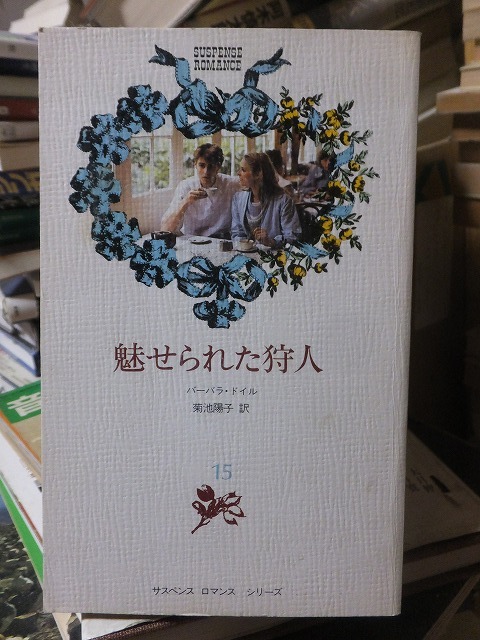 SUSPENSE
ROMANCE
魅せられた狩人
バーバラ・ドイル
菊池陽子 訳
15
サスペンス ロマンス シリーズ